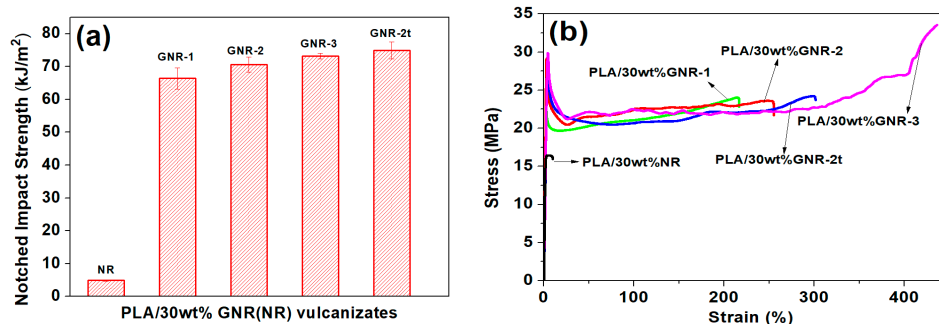 (a)
Notched Impact Strength (kJ/m²)
80
70
60
50
40
30
20
10
0
NR
GNR-1
GNR-2
GNR-3
GNR-2t
PLA/30wt% GNR(NR) vulcanizates
(b)
Stress (MPa)
35
30
25
20
15
10
5
0
PLA/30wt%GNR-2
PLA/30wt%GNR-1
PLA/30wt%GNR-3
PLA/30wt%NR
PLA/30wt%GNR-2t
0 100 200 300 400
Strain (%)